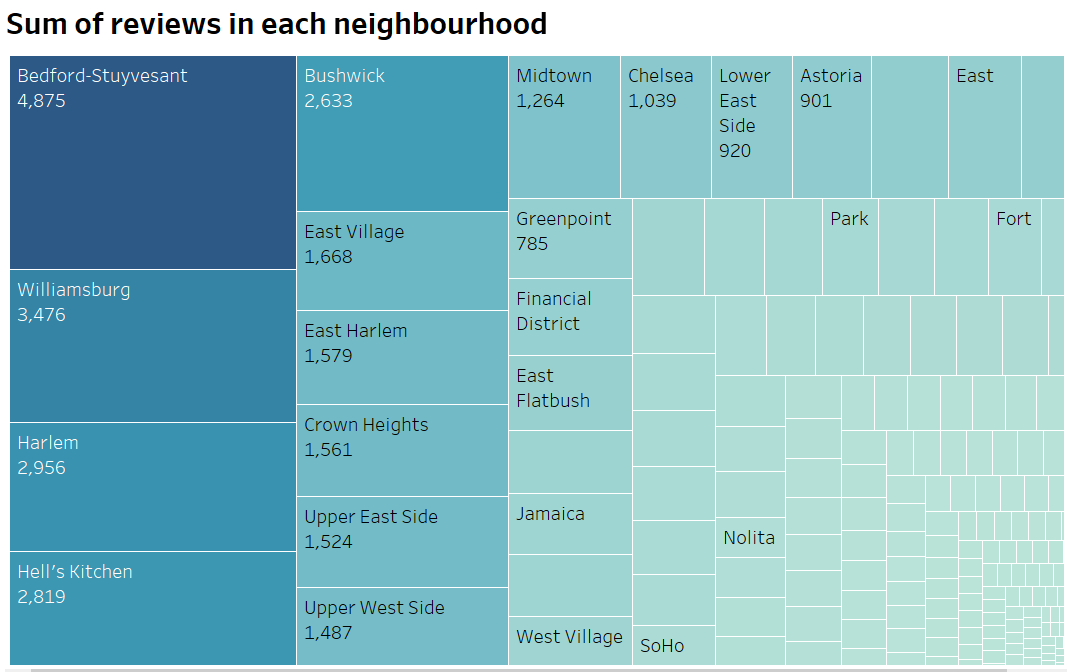 Sum of reviews in each neighbourhood
Bedford-Stuyvesant
4,875
Williamsburg
3,476
Harlem
2,956
Hell's Kitchen
2,819
Bushwick
2,633
East Village
1,668
East Harlem
1,579
Crown Heights
1,561
Upper East Side
1,524
Upper West Side
1,487
Midtown
1,264
Chelsea
1,039
Lower
East
Side
920
Astoria
901
East
Greenpoint
785
Park
Fort
Financial
District
East
Flatbush
Jamaica
West Village
SoHo
Nolita